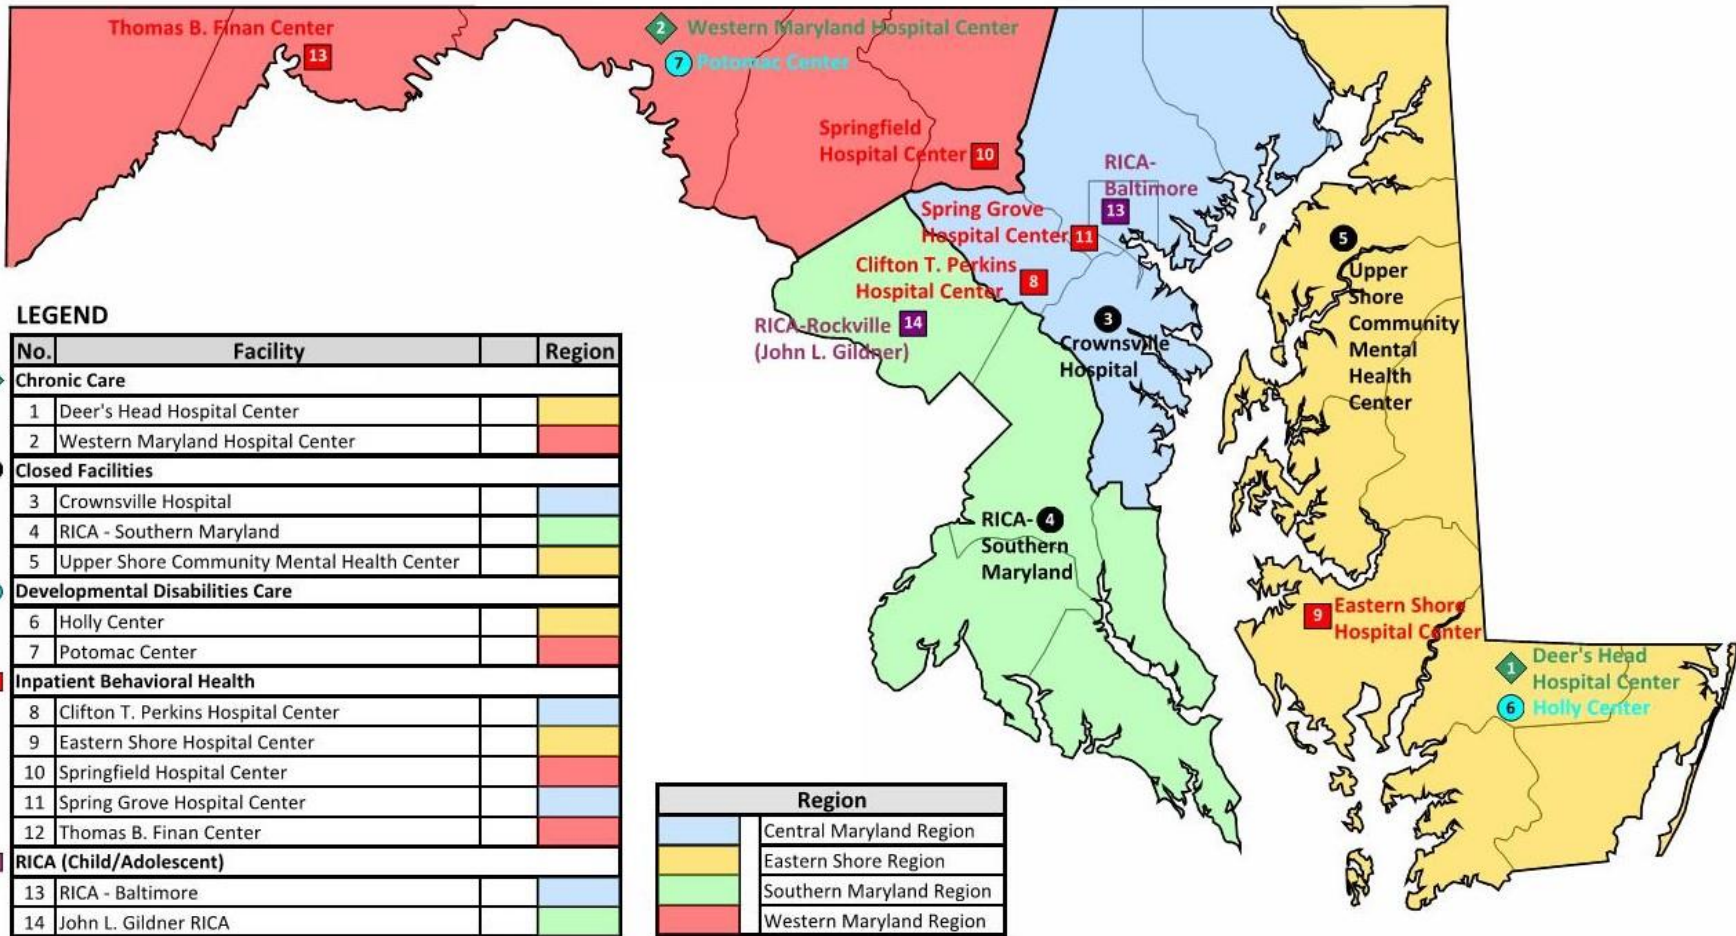 Thomas B. Finan Center
13
2
Western Maryland Hospital Center
7
Potomac Center
Springfield
Hospital Center
10
RICA-
Baltimore
13
Spring Grove
Hospital Center
11
Clifton T. Perkins
Hospital Center
8
RICA-Rockville
(John L. Gildner)
14
3
Crownsville
Hospital
5
Upper
Shore
Community
Mental
Health
Center
RICA-
4
Southern
Maryland
9
Eastern Shore
Hospital Center
1
Deer's Head
Hospital Center
6
Holly Center
LEGEND
No. Facility Region
Chronic Care
1 Deer's Head Hospital Center
2 Western Maryland Hospital Center
Closed Facilities
3 Crownsville Hospital
4 RICA - Southern Maryland
5 Upper Shore Community Mental Health Center
Developmental Disabilities Care
6 Holly Center
7 Potomac Center
Inpatient Behavioral Health
8 Clifton T. Perkins Hospital Center
9 Eastern Shore Hospital Center
10 Springfield Hospital Center
11 Spring Grove Hospital Center
12 Thomas B. Finan Center
RICA (Child/Adolescent)
13 RICA - Baltimore
14 John L. Gildner RICA
Region
Central Maryland Region
Eastern Shore Region
Southern Maryland Region
Western Maryland Region